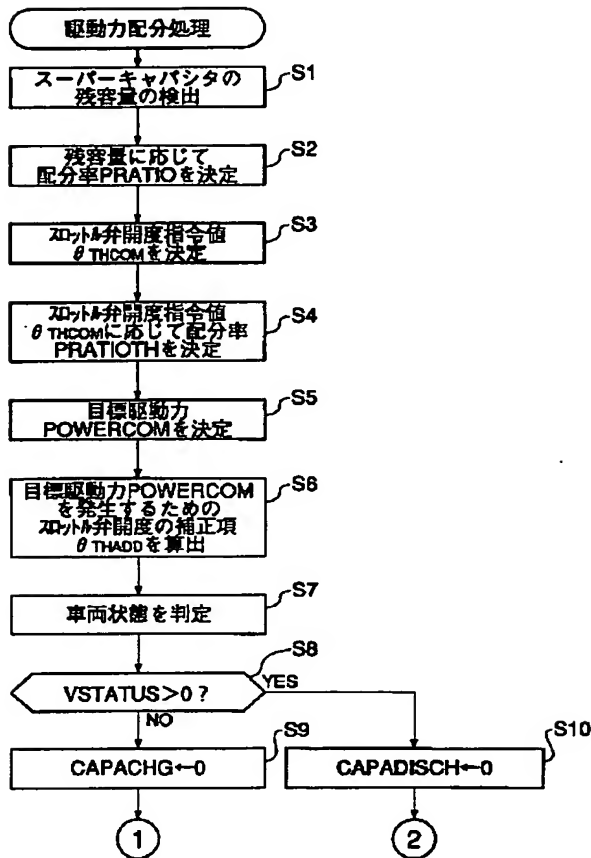 駆動力配分処理
スーパーキャパシタの
残容量の検出
S1
残容量に応じて
配分率PRATIOを決定
S2
スロットル弁開度指令値
θTHCOMを決定
S3
スロットル弁開度指令値
θTHCOMに応じて配分率
PRATIOTHを決定
S4
目標駆動力
POWERCOMを決定
S5
目標駆動力POWERCOM
を発生するための
スロットル弁開度の補正項
θTHADDを算出
S6
車両状態を判定
S7
VSTATUS>0?
S8
YES
NO
CAPACHG←0
S9
CAPADISCH←0
S10
1
2